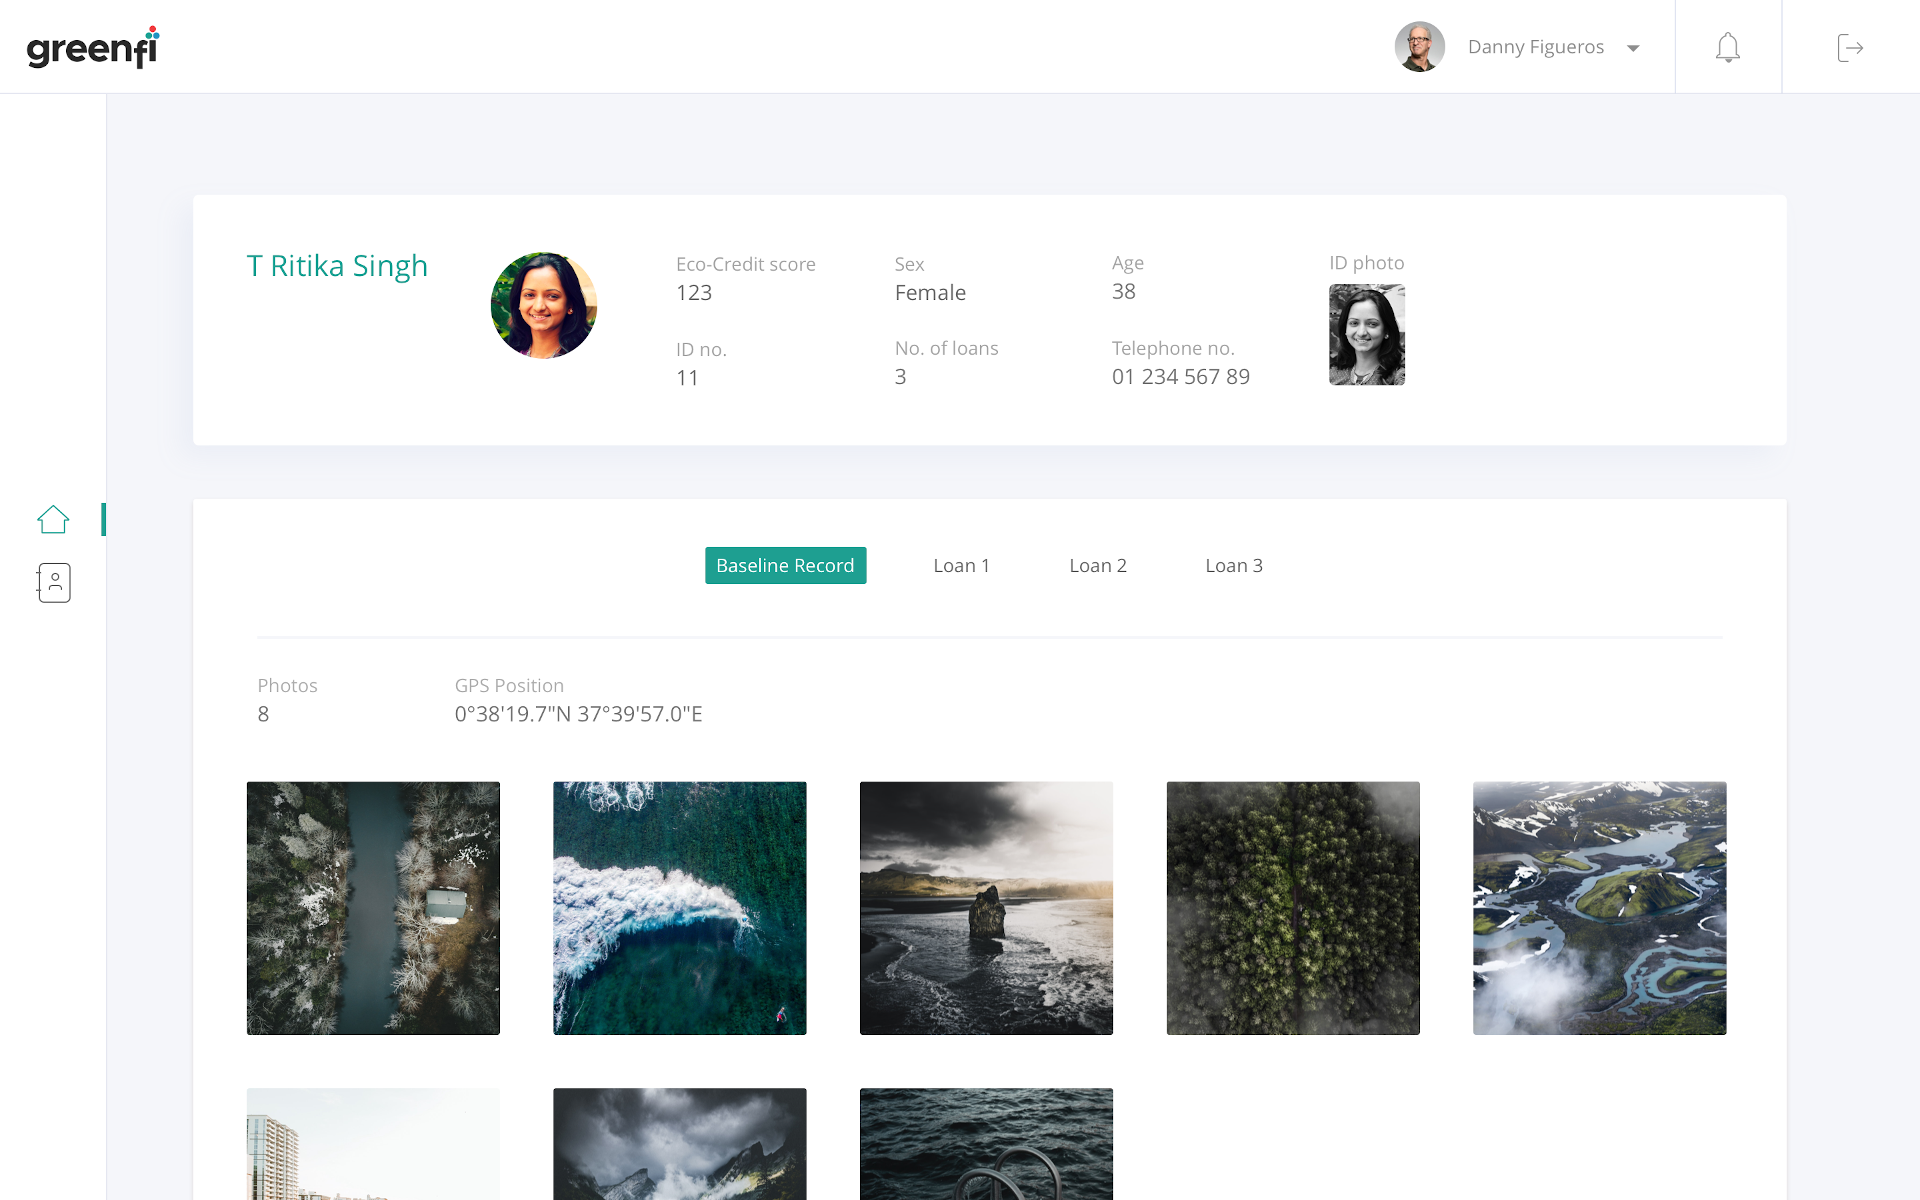 greenfi
Danny Figueros
T Ritika Singh
Eco-Credit score
123
Sex
Female
Age
38
ID photo
ID no.
11
No. of loans
3
Telephone no.
01 234 567 89
Baseline Record
Loan 1
Loan 2
Loan 3
Photos
8
GPS Position
0°38'19.7"N 37°39'57.0"E